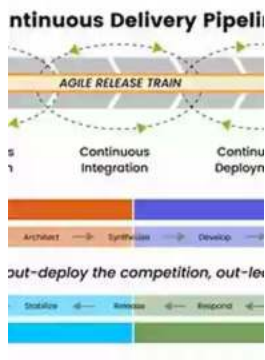 ntinuous Delivery Pipeli
AGILE RELEASE TRAIN
s Continuous Continu
n Integration Deploym
Architect Synthesize Develop
out-deploy the competition, out-lea
Stabilize Release Respond